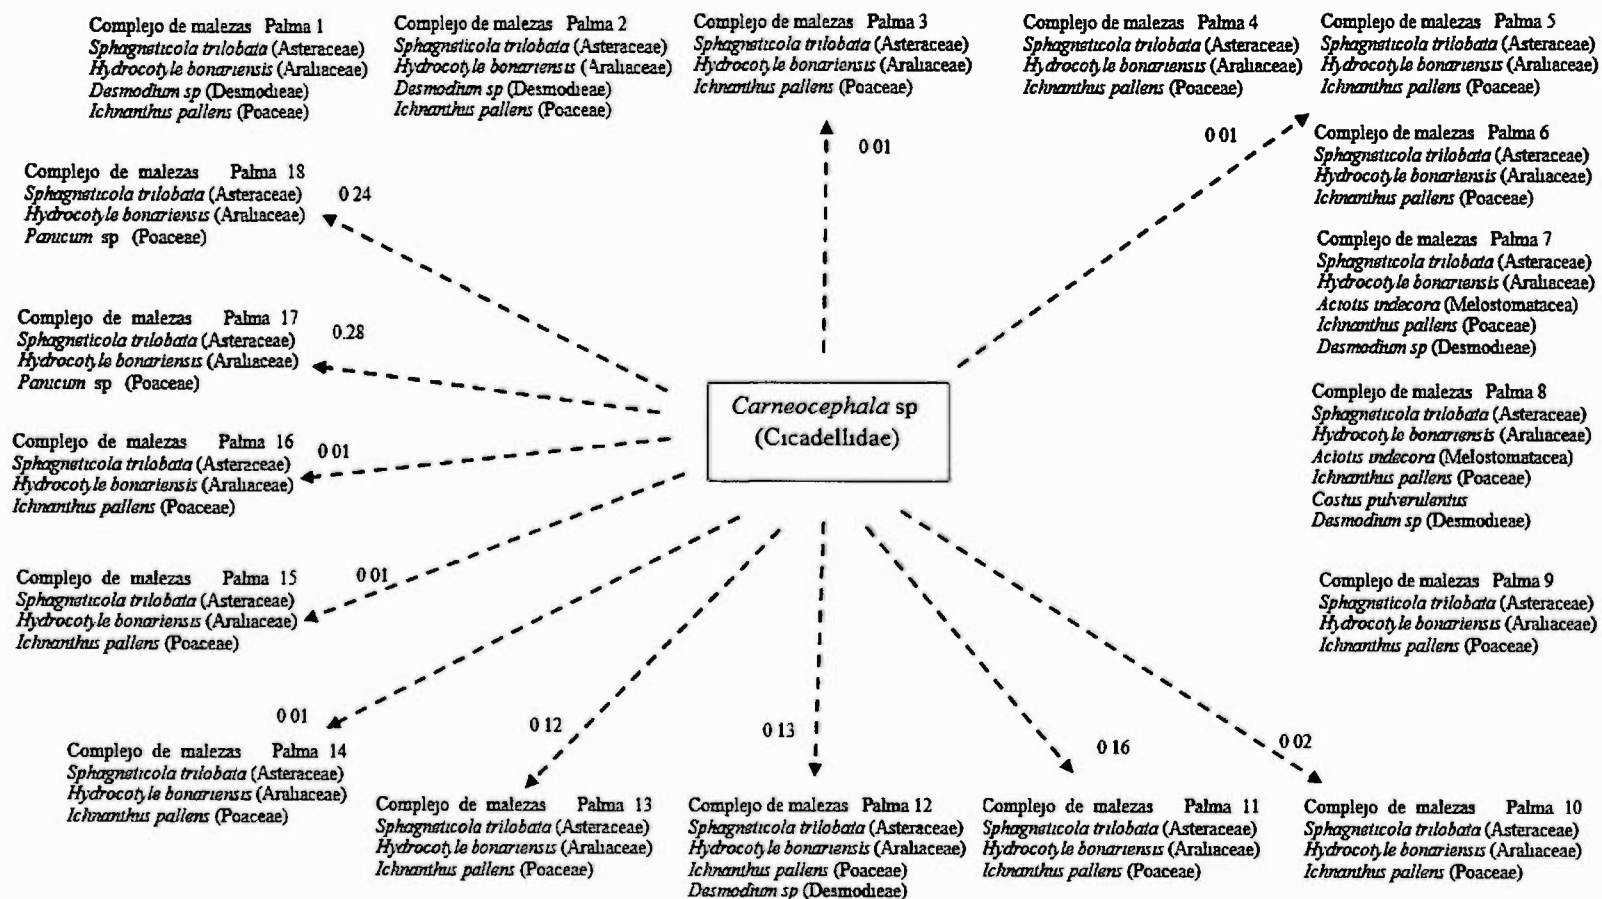 Complejo de malezas Palma 1
Sphagneticola trilobata (Asteraceae)
Hydrocotyle bonariensis (Araliaceae)
Desmodium sp (Desmodieae)
Ichnanthus pallens (Poaceae)
Complejo de malezas Palma 2
Sphagneticola trilobata (Asteraceae)
Hydrocotyle bonariensis (Araliaceae)
Desmodium sp (Desmodieae)
Ichnanthus pallens (Poaceae)
Complejo de malezas Palma 3
Sphagneticola trilobata (Asteraceae)
Hydrocotyle bonariensis (Araliaceae)
Ichnanthus pallens (Poaceae)
0 01
Complejo de malezas Palma 4
Sphagneticola trilobata (Asteraceae)
Hydrocotyle bonariensis (Araliaceae)
Ichnanthus pallens (Poaceae)
Complejo de malezas Palma 5
Sphagneticola trilobata (Asteraceae)
Hydrocotyle bonariensis (Araliaceae)
Ichnanthus pallens (Poaceae)
0 01
Complejo de malezas Palma 6
Sphagneticola trilobata (Asteraceae)
Hydrocotyle bonariensis (Araliaceae)
Ichnanthus pallens (Poaceae)
Complejo de malezas Palma 7
Sphagneticola trilobata (Asteraceae)
Hydrocotyle bonariensis (Araliaceae)
Aciotis indecora (Melostomatacea)
Ichnanthus pallens (Poaceae)
Desmodium sp (Desmodieae)
Complejo de malezas Palma 8
Sphagneticola trilobata (Asteraceae)
Hydrocotyle bonariensis (Araliaceae)
Aciotis indecora (Melostomatacea)
Ichnanthus pallens (Poaceae)
Costus pulverulentus
Desmodium sp (Desmodieae)
Complejo de malezas Palma 9
Sphagneticola trilobata (Asteraceae)
Hydrocotyle bonariensis (Araliaceae)
Ichnanthus pallens (Poaceae)
Complejo de malezas Palma 18
Sphagneticola trilobata (Asteraceae)
Hydrocotyle bonariensis (Araliaceae)
Panicum sp (Poaceae)
0 24
Complejo de malezas Palma 17
Sphagneticola trilobata (Asteraceae)
Hydrocotyle bonariensis (Araliaceae)
Panicum sp (Poaceae)
0.28
Carneocephala sp
(Cicadellidae)
Complejo de malezas Palma 16
Sphagneticola trilobata (Asteraceae)
Hydrocotyle bonariensis (Araliaceae)
Ichnanthus pallens (Poaceae)
0 01
Complejo de malezas Palma 15
Sphagneticola trilobata (Asteraceae)
Hydrocotyle bonariensis (Araliaceae)
Ichnanthus pallens (Poaceae)
0 01
0 01
Complejo de malezas Palma 14
Sphagneticola trilobata (Asteraceae)
Hydrocotyle bonariensis (Araliaceae)
Ichnanthus pallens (Poaceae)
0 12
Complejo de malezas Palma 13
Sphagneticola trilobata (Asteraceae)
Hydrocotyle bonariensis (Araliaceae)
Ichnanthus pallens (Poaceae)
0 13
Complejo de malezas Palma 12
Sphagneticola trilobata (Asteraceae)
Hydrocotyle bonariensis (Araliaceae)
Ichnanthus pallens (Poaceae)
Desmodium sp (Desmodieae)
0 16
Complejo de malezas Palma 11
Sphagneticola trilobata (Asteraceae)
Hydrocotyle bonariensis (Araliaceae)
Ichnanthus pallens (Poaceae)
0 02
Complejo de malezas Palma 10
Sphagneticola trilobata (Asteraceae)
Hydrocotyle bonariensis (Araliaceae)
Ichnanthus pallens (Poaceae)